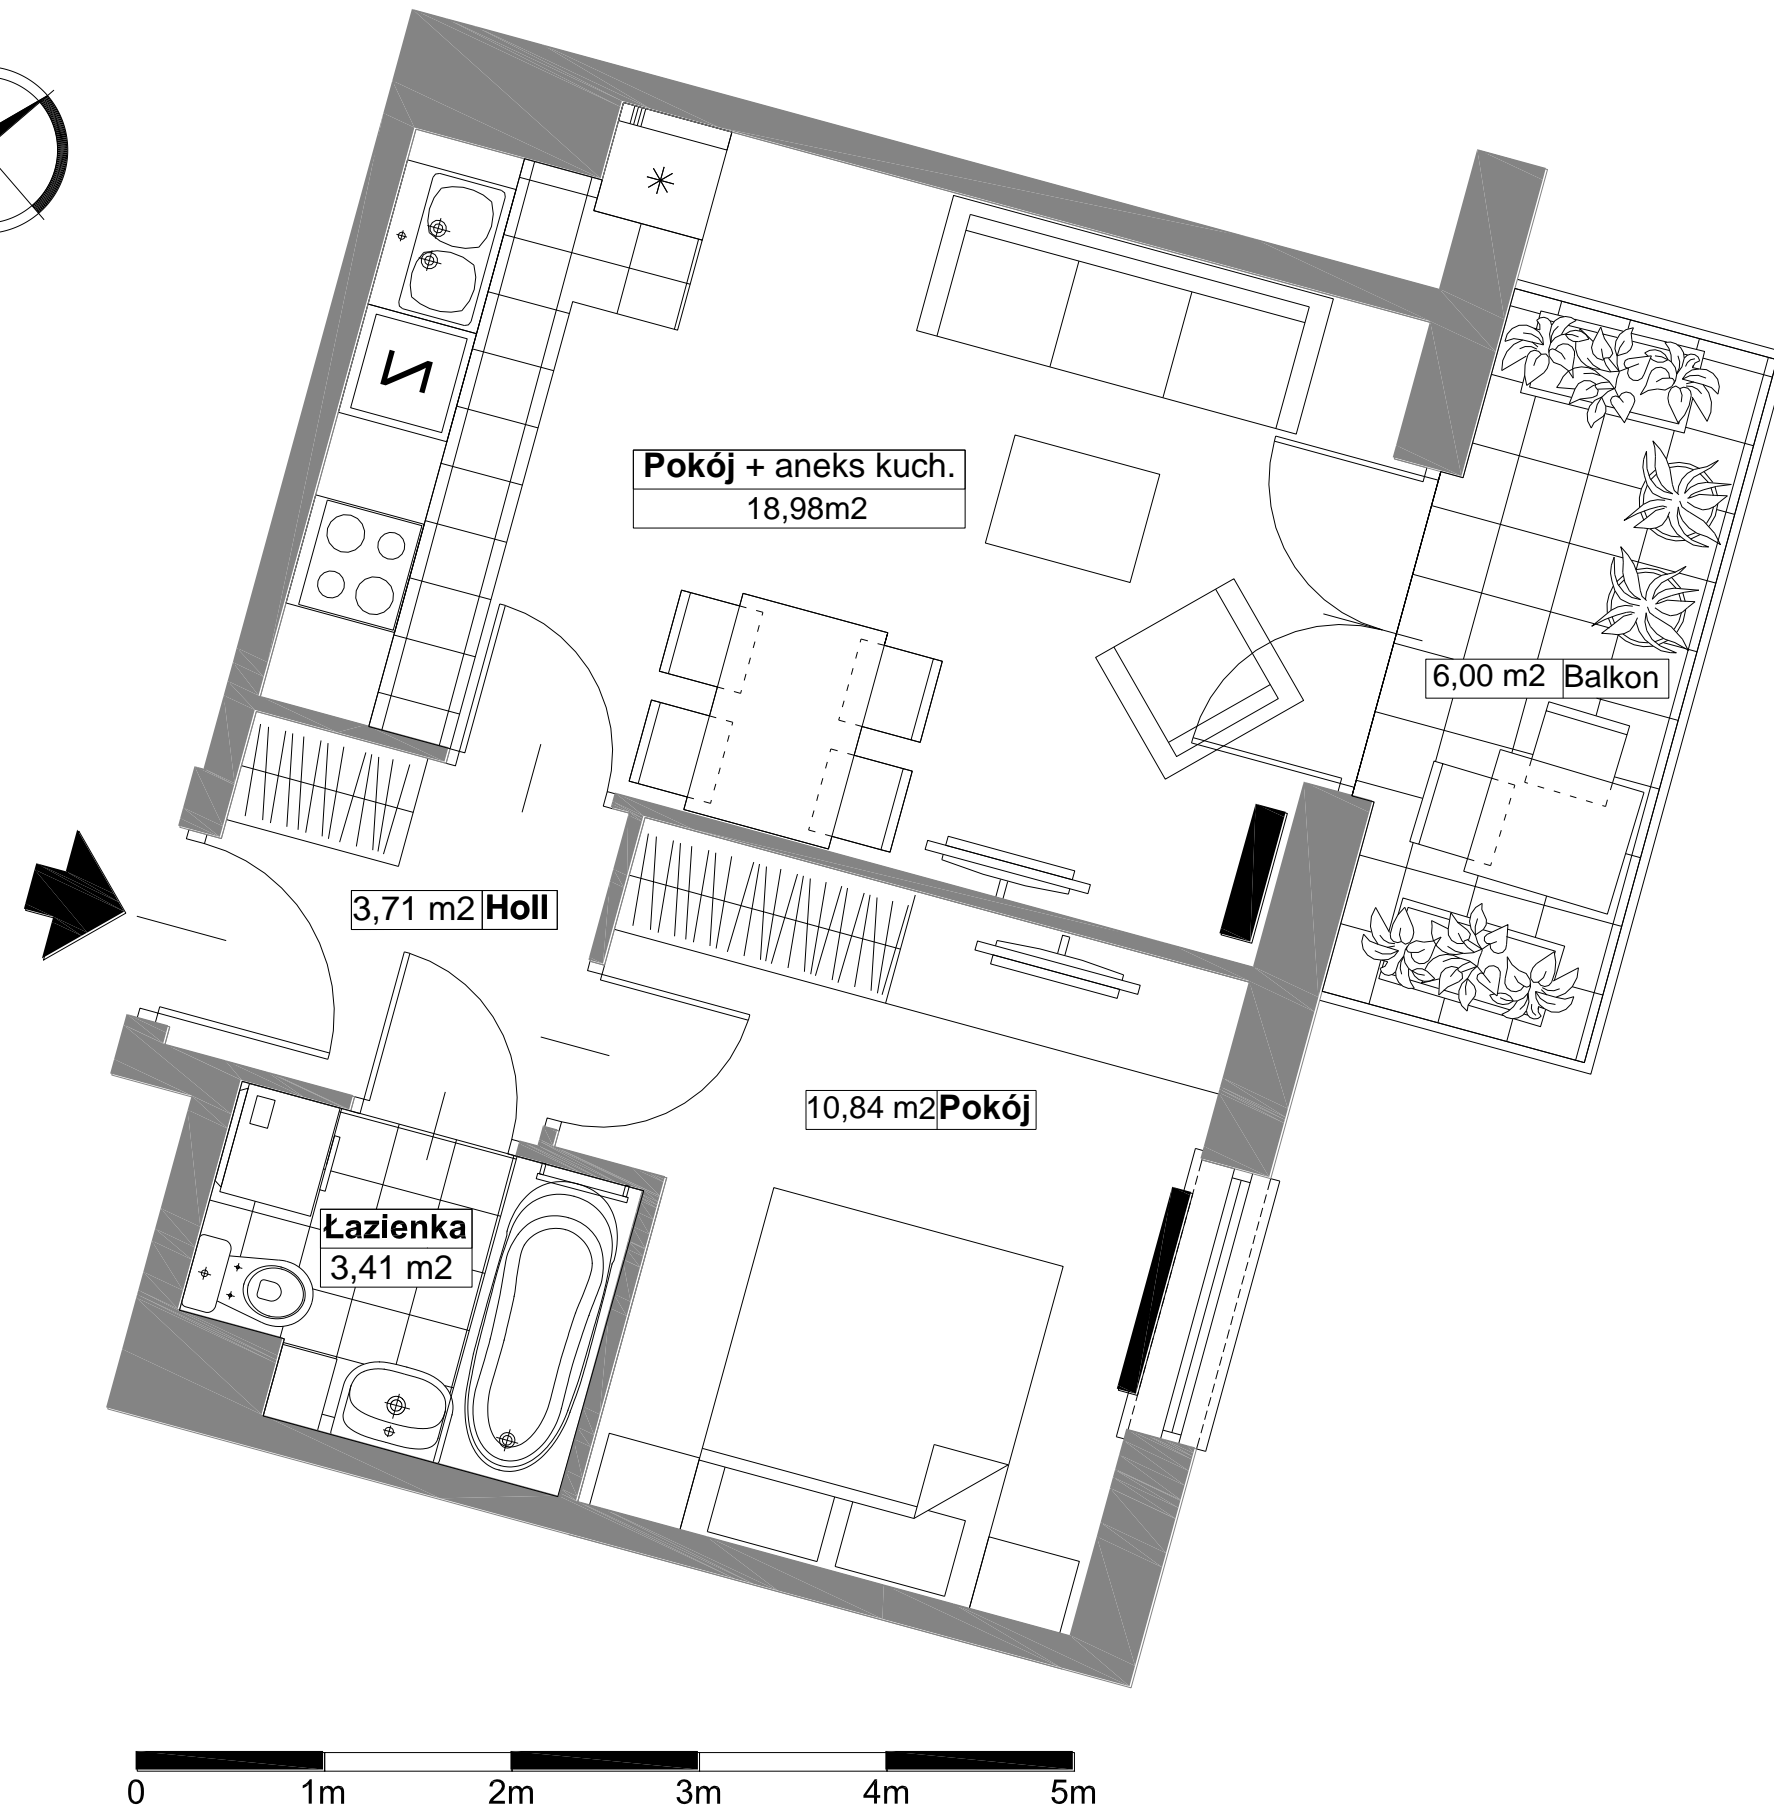 Pokój + aneks kuch.
18,98m2
6,00 m2 Balkon
3,71 m2 Holl
10,84 m2 Pokój
Łazienka
3,41 m2
0 1m 2m 3m 4m 5m